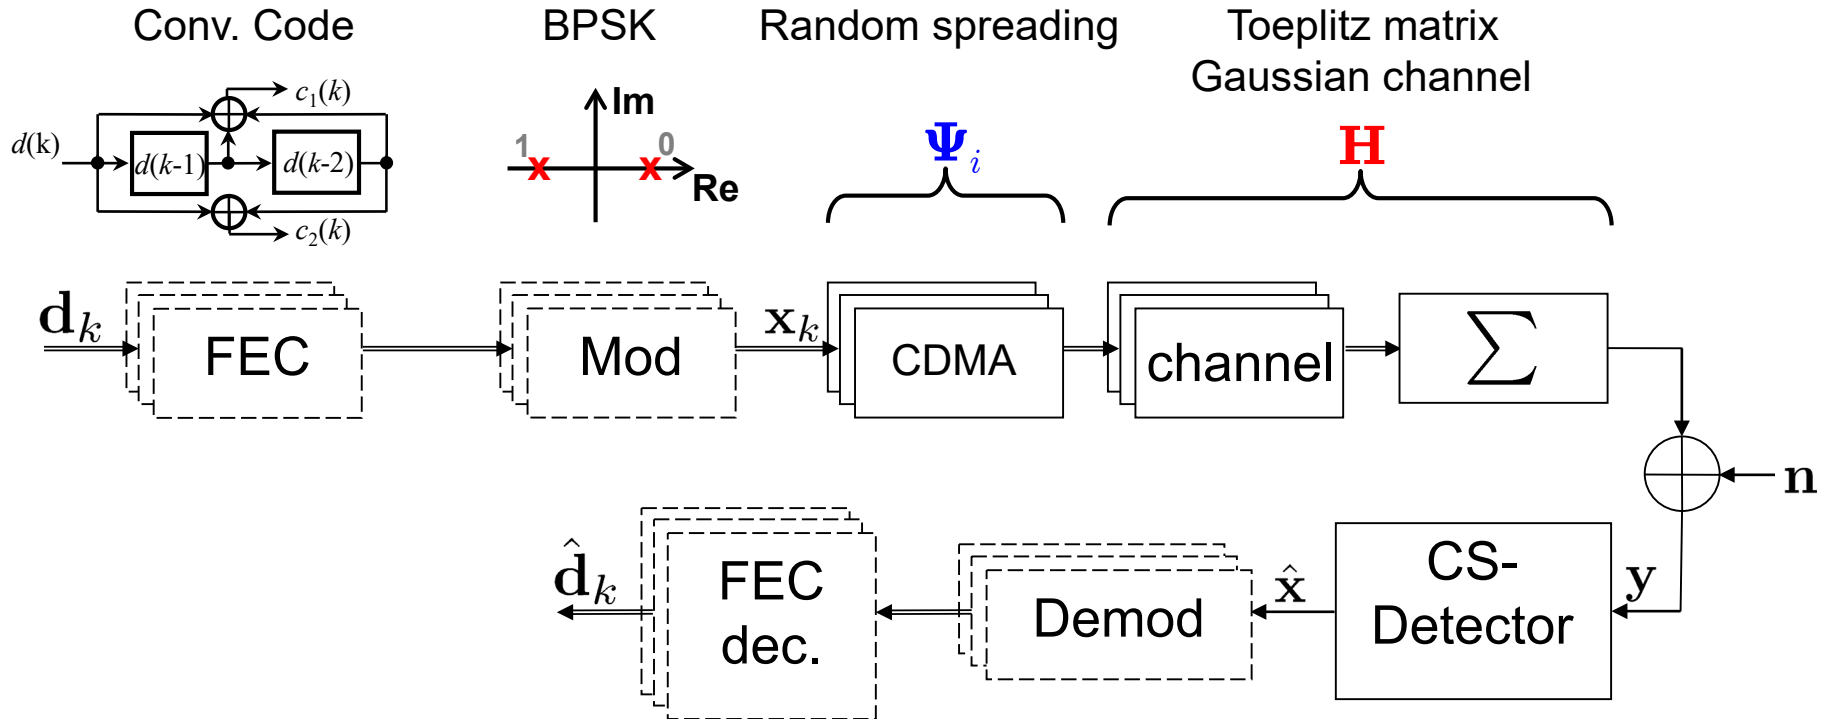 Conv. Code
BPSK
Random spreading
Toeplitz matrix
Gaussian channel
c₁(k)
d(k)
d(k-1)
d(k-2)
c₂(k)
Im
1
0
Re
Ψᵢ
H
dₖ
FEC
Mod
xₖ
CDMA
channel
∑
n
d̂ₖ
FEC
dec.
Demod
x̂
CS-
Detector
y